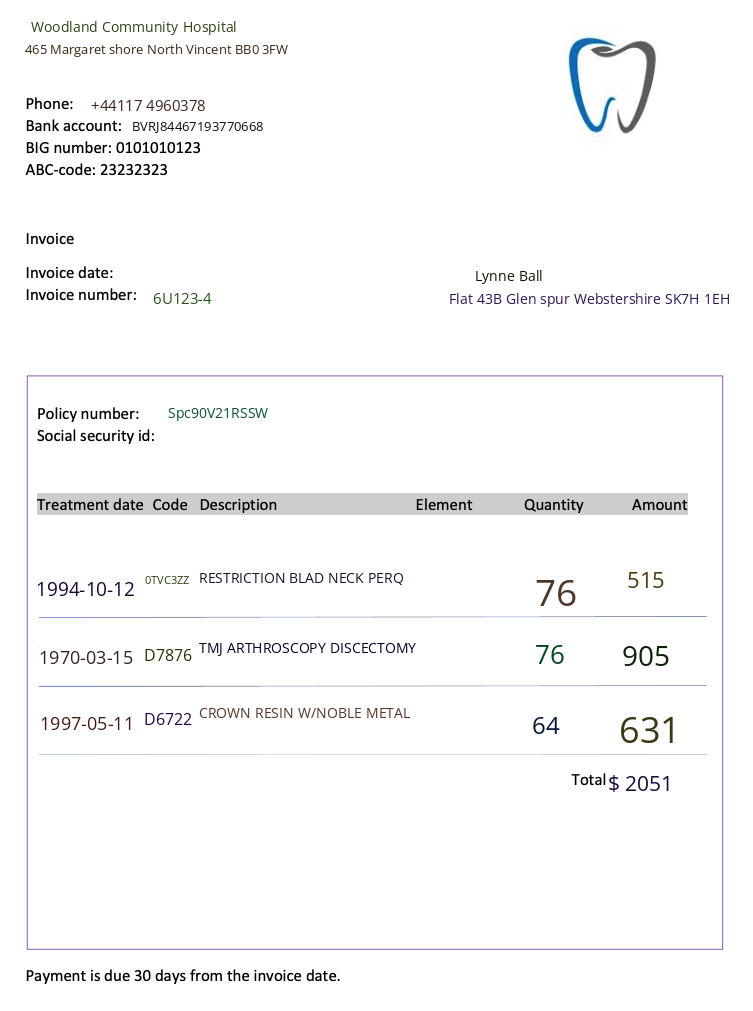 Woodland Community Hospital
465 Margaret shore North Vincent BB0 3FW
Phone: +44117 4960378
Bank account: BVRJ84467193770668
BIG number: 0101010123
ABC-code: 23232323
Invoice
Invoice date:
Lynne Ball
Invoice number: 6U123-4
Flat 43B Glen spur Webstershire SK7H 1EH
Policy number: Spc90V21RSSW
Social security id:
Treatment date Code Description Element Quantity Amount
1994-10-12 0TVC3ZZ RESTRICTION BLAD NECK PERQ 76 515
1970-03-15 D7876 TMJ ARTHROSCOPY DISCECTOMY 76 905
1997-05-11 D6722 CROWN RESIN W/NOBLE METAL 64 631
Total $ 2051
Payment is due 30 days from the invoice date.